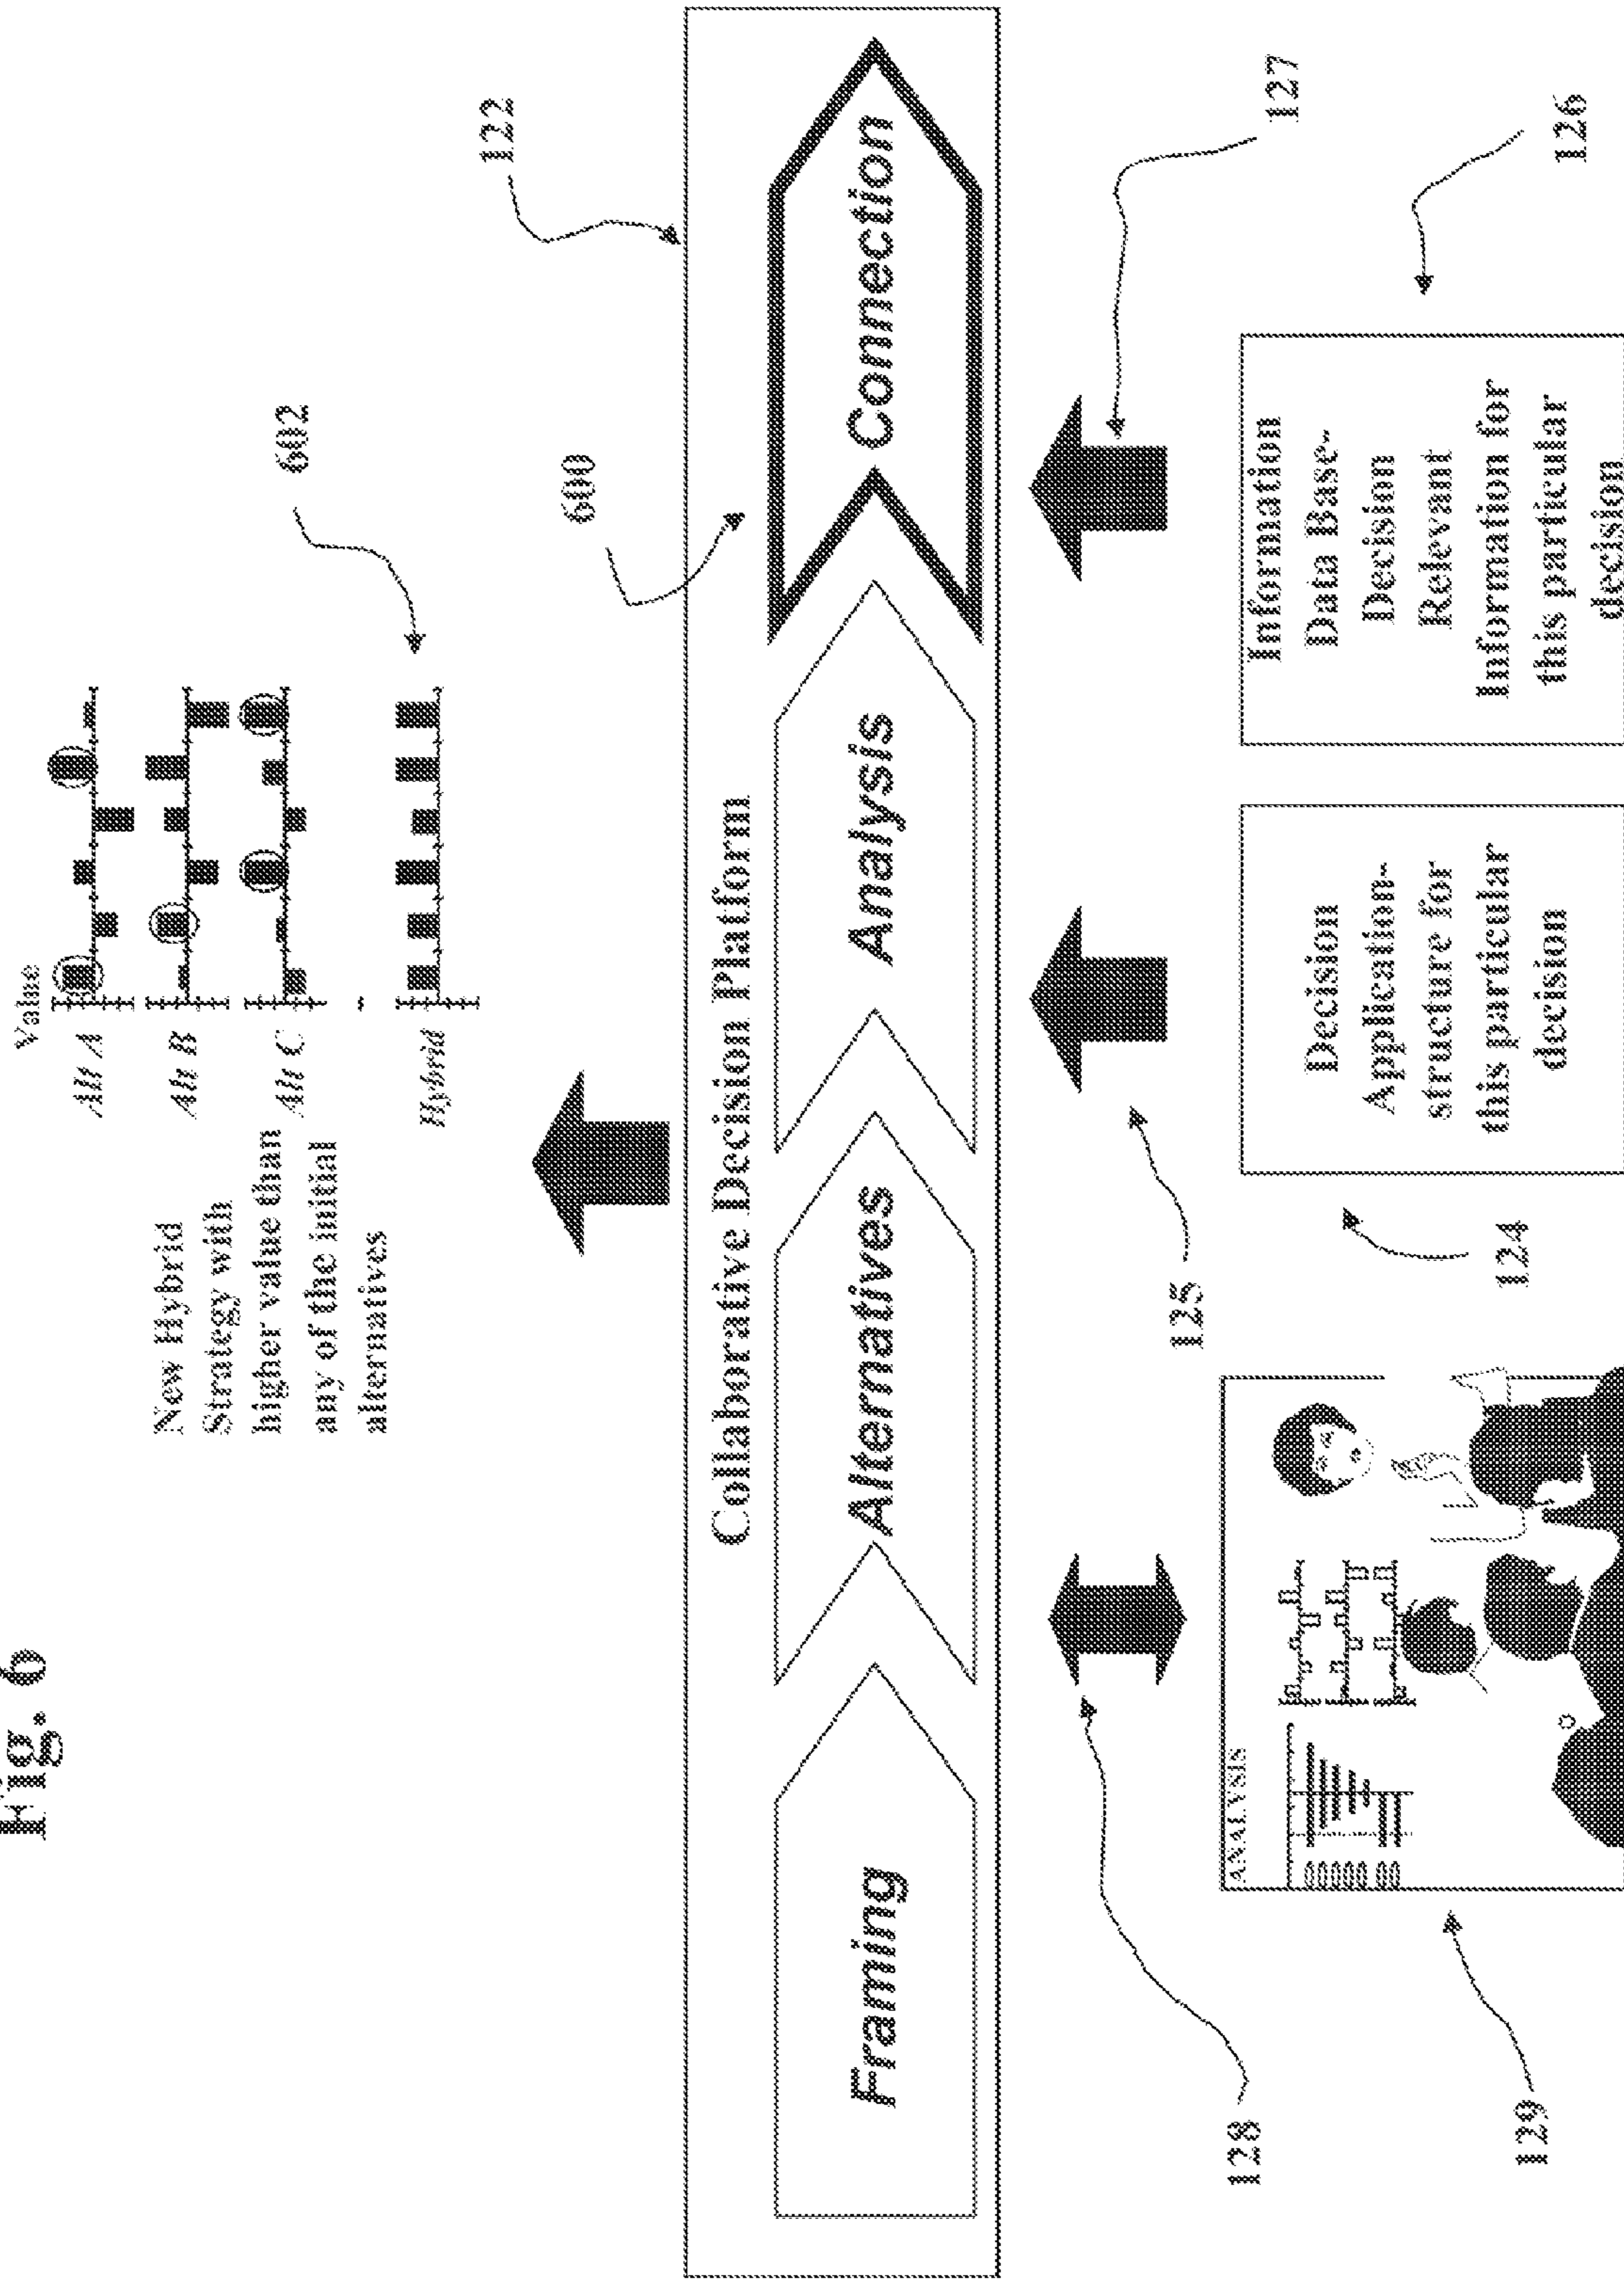 Fig. 6
New Hybrid
Strategy with
higher value than
any of the initial
alternatives
Value
Alt A
Alt B
Alt C
Hybrid
602
600
122
Collaborative Decision Platform
Framing
Alternatives
Analysis
Connection
128
125
127
129
ANALYSIS
124
Decision
Application-
structure for
this particular
decision
126
Information
Data Base-
Decision
Relevant
Information for
this particular
decision